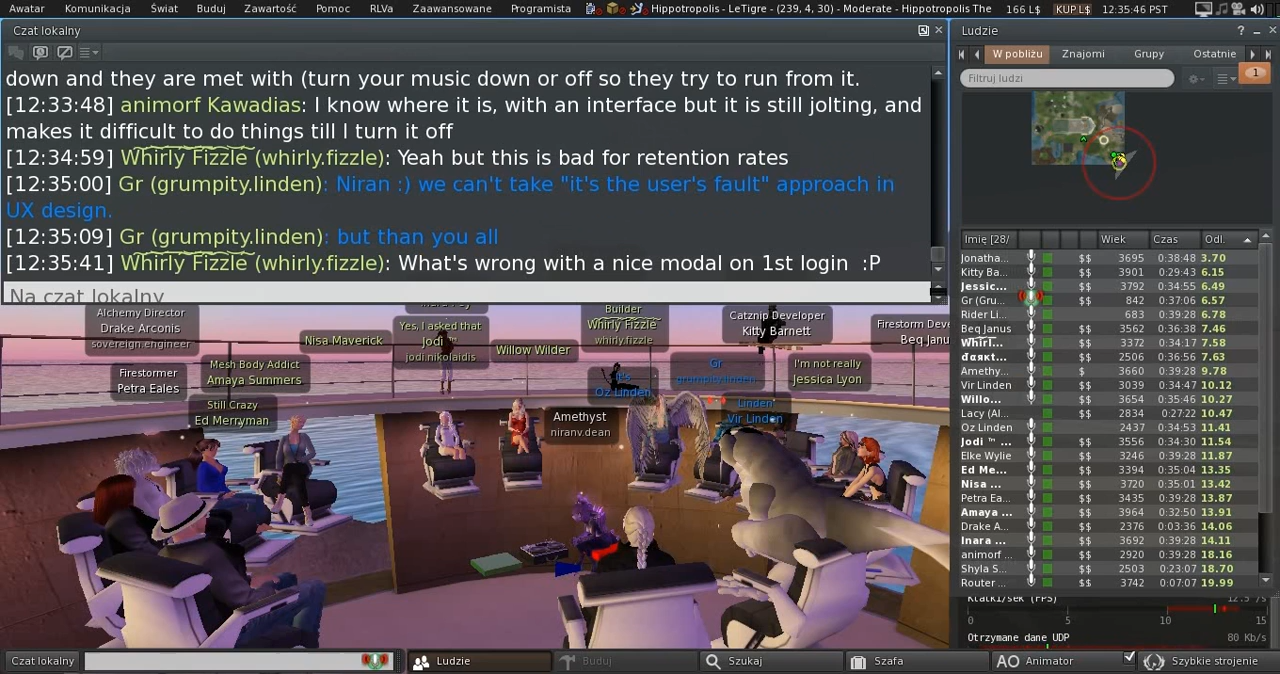 Awatar Komunikacja Świat Buduj Zawartość Pomoc RLVa Zaawansowane Programista Hippotropolis - LeTigre - (239, 4, 30) - Moderate - Hippotropolis The 166 L$ KUP L$ 12:35:46 PST
Czat lokalny
down and they are met with (turn your music down or off so they try to run from it.
[12:33:48] animorf Kawadias: I know where it is, with an interface but it is still jolting, and
makes it difficult to do things till I turn it off
[12:34:59] Whirly Fizzle (whirly.fizzle): Yeah but this is bad for retention rates
[12:35:00] Gr (grumpity.linden): Niran :) we can't take "it's the user's fault" approach in
UX design.
[12:35:09] Gr (grumpity.linden): but than you all
[12:35:41] Whirly Fizzle (whirly.fizzle): What's wrong with a nice modal on 1st login :P
Na czat lokalny
Alchemy Director
Drake Arconis
sovereign.engineer
Nisa Maverick
Yes, I asked that
Jodi ™
jodi.nikolaidis
Willow Wilder
Builder
Whirly Fizzle
whirly.fizzle
Catznip Developer
Kitty Barnett
Firestorm Deve
Beq Janu
Firestormer
Petra Eales
Mesh Body Addict
Amaya Summers
Still Crazy
Ed Merryman
Oz Linden
Gr
grumpity.linden
I'm not really
Jessica Lyon
Linden
Vir Linden
Amethyst
niranv.dean
Ludzie
W pobliżu Znajomi Grupy Ostatnie
Filtruj ludzi
1
Imię [28/ Wiek Czas Odl.
Jonatha... $$ 3695 0:38:48 3.70
Kitty Ba... $$ 3901 0:29:43 6.15
Jessic... $$ 3792 0:34:55 6.49
Gr (Gru... 842 0:37:06 6.57
Rider Li... 683 0:39:28 6.78
Beq Janus $$ 3562 0:36:38 7.46
Whirl... $$ 3372 0:34:17 7.58
$$ 2506 0:36:56 7.63
Amethy... $ 3660 0:39:28 9.78
Vir Linden $$ 3039 0:34:47 10.12
Willo... $$ 3654 0:35:46 10.27
Lacy (Al... $$ 2834 0:27:22 10.47
Oz Linden 2437 0:34:53 11.41
Jodi ™ ... $$ 3556 0:34:30 11.54
Elke Wylie $$ 3246 0:39:28 11.87
Ed Me... $$ 3394 0:35:04 13.35
Nisa ... $$ 3720 0:35:01 13.42
Petra Ea... $$ 3435 0:39:28 13.87
Amaya ... $$ 3964 0:32:50 13.91
Drake A... $$ 2376 0:03:36 14.06
Inara ... $$ 3692 0:39:28 14.11
animorf ... $$ 2920 0:39:28 18.16
Shyla S... $$ 2503 0:23:07 18.70
Router ... $$ 3742 0:07:07 19.99
Klatki/sek (FPS) 12.5 /s
0 5 10 15
Otrzymane dane UDP 80 Kb/s
Czat lokalny Ludzie Buduj Szukaj Szafa AO Animator Szybkie strojenie